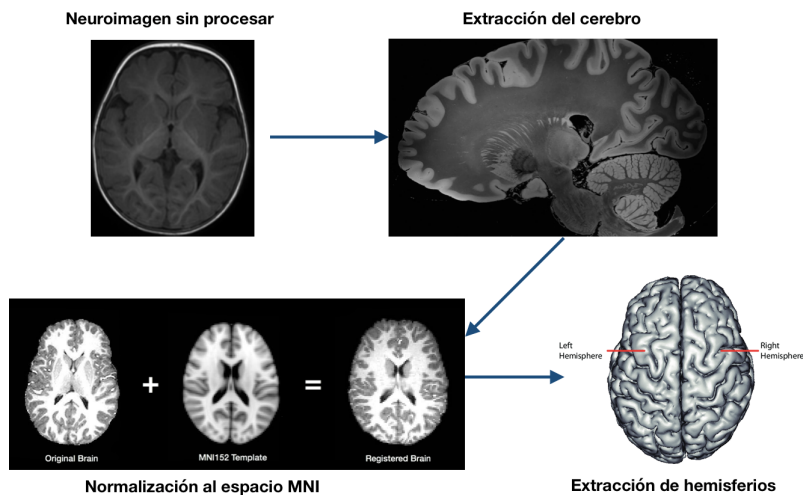 Neuroimagen sin procesar
Extracción del cerebro
Original Brain
+
MNI152 Template
=
Registered Brain
Left
Hemisphere
Right
Hemisphere
Normalización al espacio MNI
Extracción de hemisferios